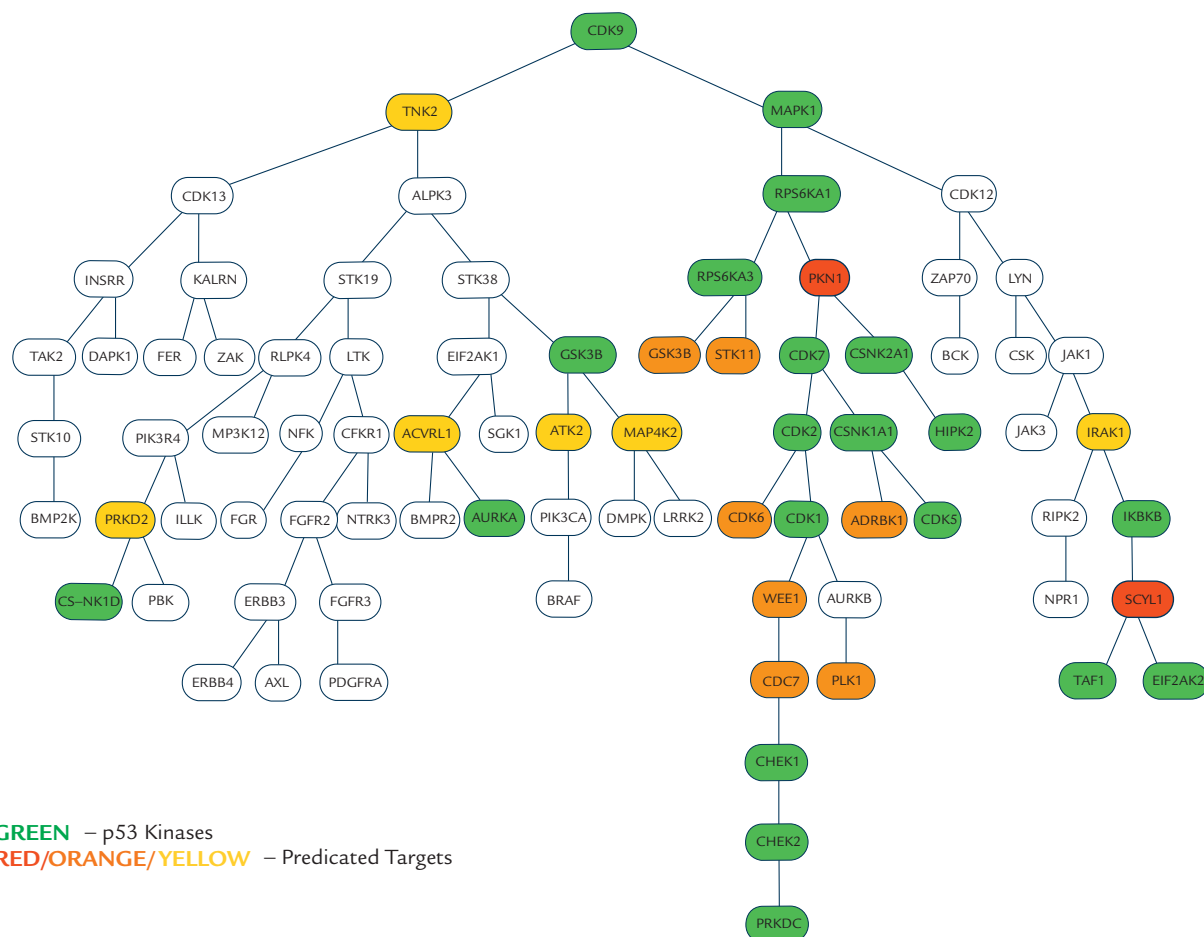 CDK9
TNK2 MAPK1
CDK13 ALPK3 RPS6KA1 CDK12
INSRR KALRN STK19 STK38 RPS6KA3 PKN1 ZAP70 LYN
TAK2 DAPK1 FER ZAK RLPK4 LTK EIF2AK1 GSK3B GSK3B STK11 CDK7 CSNK2A1 BCK CSK JAK1
STK10 PIK3R4 MP3K12 NFK CFKR1 ACVRL1 SGK1 ATK2 MAP4K2 CDK2 CSNK1A1 HIPK2 JAK3 IRAK1
BMP2K PRKD2 ILLK FGR FGFR2 NTRK3 BMPR2 AURKA PIK3CA DMPK LRRK2 CDK6 CDK1 ADRBK1 CDK5 RIPK2 IKBKB
CS–NK1D PBK ERBB3 FGFR3 BRAF WEE1 AURKB NPR1 SCYL1
ERBB4 AXL PDGFRA CDC7 PLK1 TAF1 EIF2AK2
CHEK1
GREEN – p53 Kinases
CHEK2
RED/ORANGE/YELLOW – Predicated Targets
PRKDC